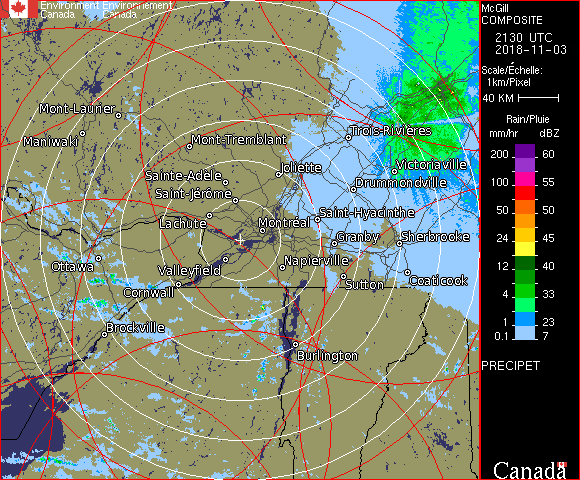 Environment Environnement
Canada Canada
McGill
COMPOSITE
2130 UTC
2018-11-03
Scale/Échelle:
1km/Pixel
40 KM
Rain/Pluie
mm/hr dBZ
200 60
100 55
50 50
24 45
12 40
4 33
1 23
0.1 7
PRECIPET
Canada
Mont-Laurier
Maniwaki
Mont-Tremblant
Trois-Rivières
Joliette
Victoriaville
Sainte-Adèle
Drummondville
Saint-Jérôme
Lachute
Saint-Hyacinthe
Montréal
Granby
Sherbrooke
Ottawa
Valleyfield
Napierville
Cornwall
Sutton
Coaticook
Brockville
Burlington